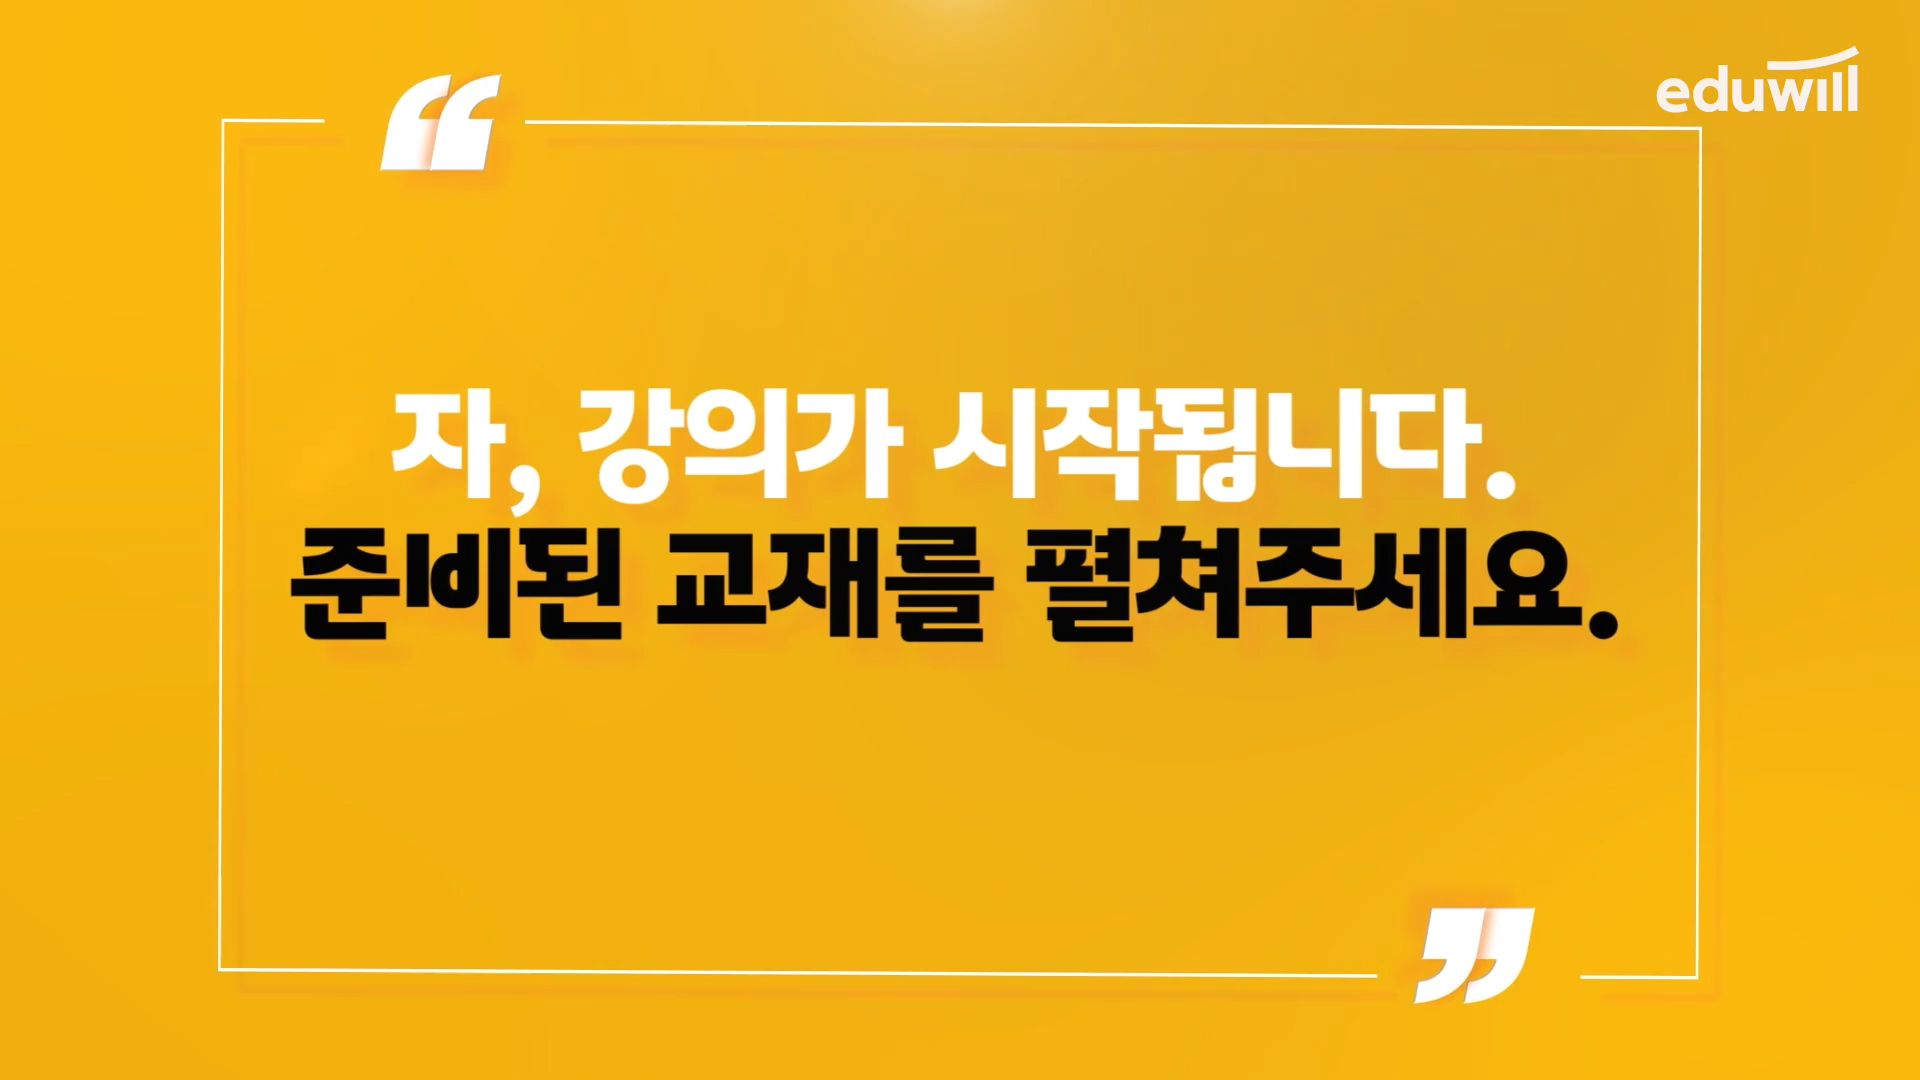 eduwill
“
자, 강의가 시작됩니다.
준비된 교재를 펼쳐주세요.
”